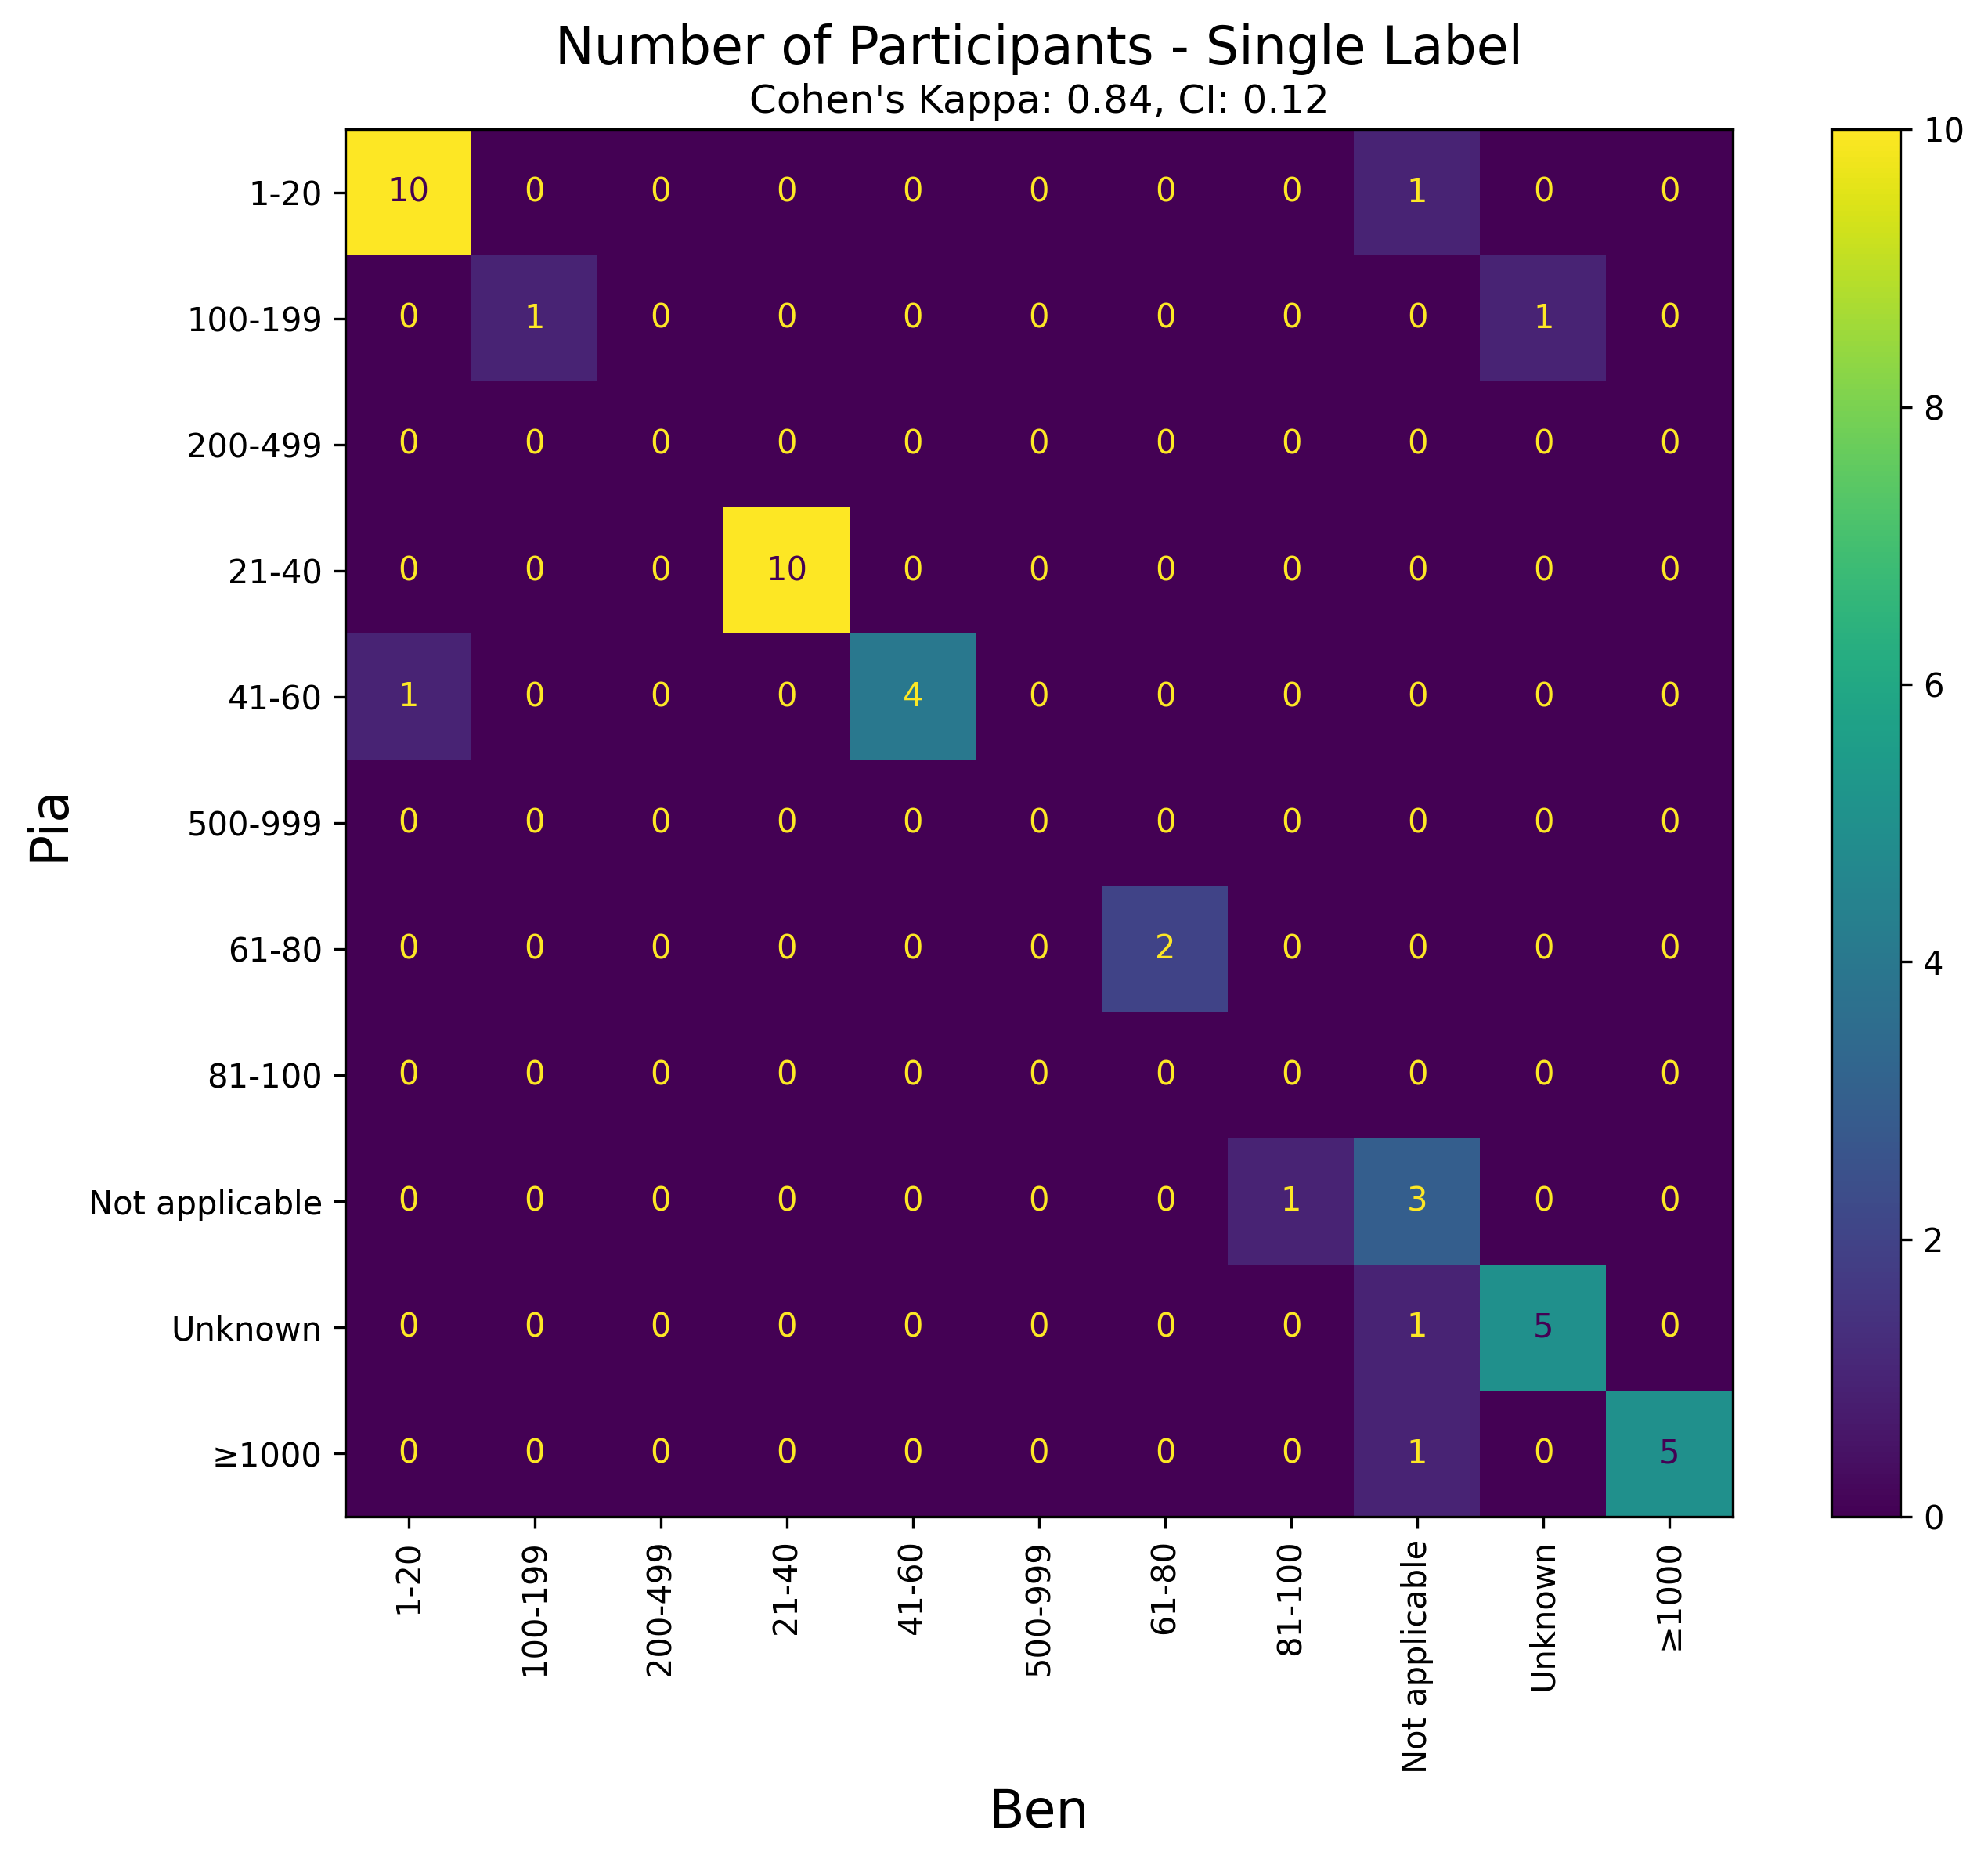 Number of Participants - Single Label
Cohen's Kappa: 0.84, CI: 0.12
1-20 10 0 0 0 0 0 0 0 1 0 0
100-199 0 1 0 0 0 0 0 0 0 1 0
200-499 0 0 0 0 0 0 0 0 0 0 0
21-40 0 0 0 10 0 0 0 0 0 0 0
41-60 1 0 0 0 4 0 0 0 0 0 0
500-999 0 0 0 0 0 0 0 0 0 0 0
61-80 0 0 0 0 0 0 2 0 0 0 0
81-100 0 0 0 0 0 0 0 0 0 0 0
Not applicable 0 0 0 0 0 0 0 1 3 0 0
Unknown 0 0 0 0 0 0 0 0 1 5 0
≥1000 0 0 0 0 0 0 0 0 1 0 5
Pia
1-20 100-199 200-499 21-40 41-60 500-999 61-80 81-100 Not applicable Unknown ≥1000
Ben
10
8
6
4
2
0